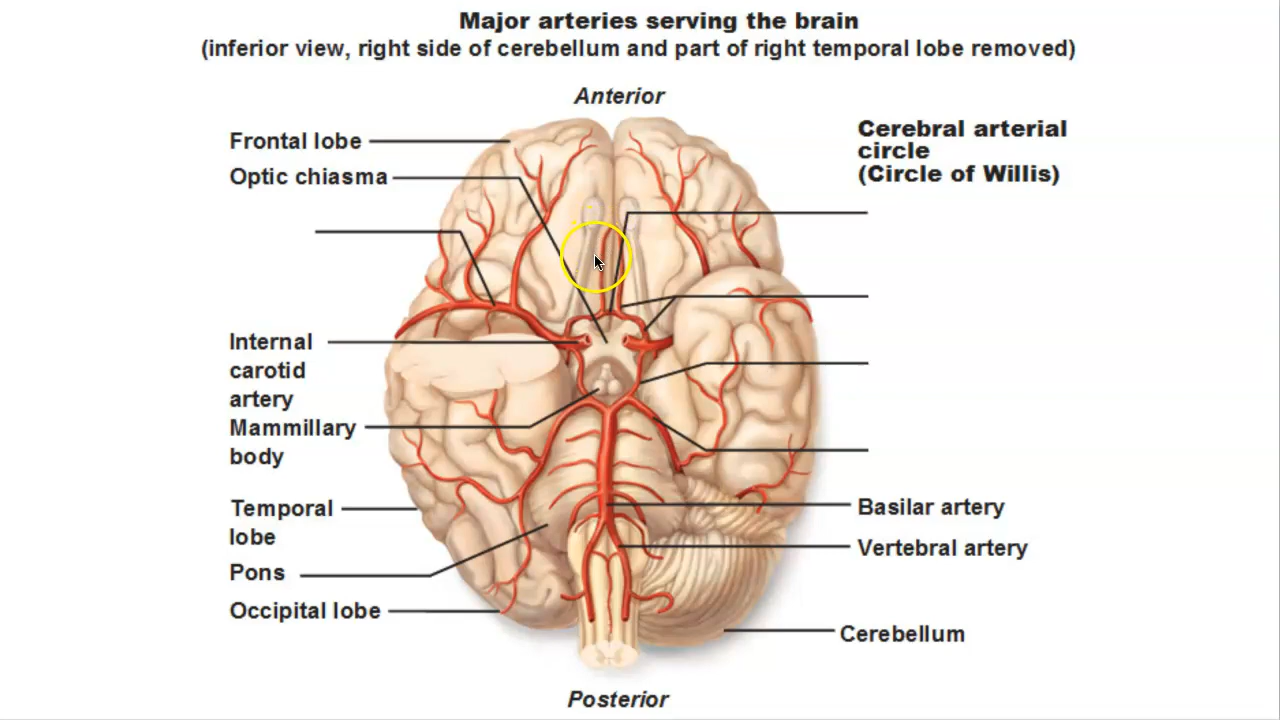 Major arteries serving the brain
(inferior view, right side of cerebellum and part of right temporal lobe removed)
Anterior
Frontal lobe
Optic chiasma
Cerebral arterial
circle
(Circle of Willis)
Internal
carotid
artery
Mammillary
body
Temporal
lobe
Pons
Occipital lobe
Basilar artery
Vertebral artery
Cerebellum
Posterior